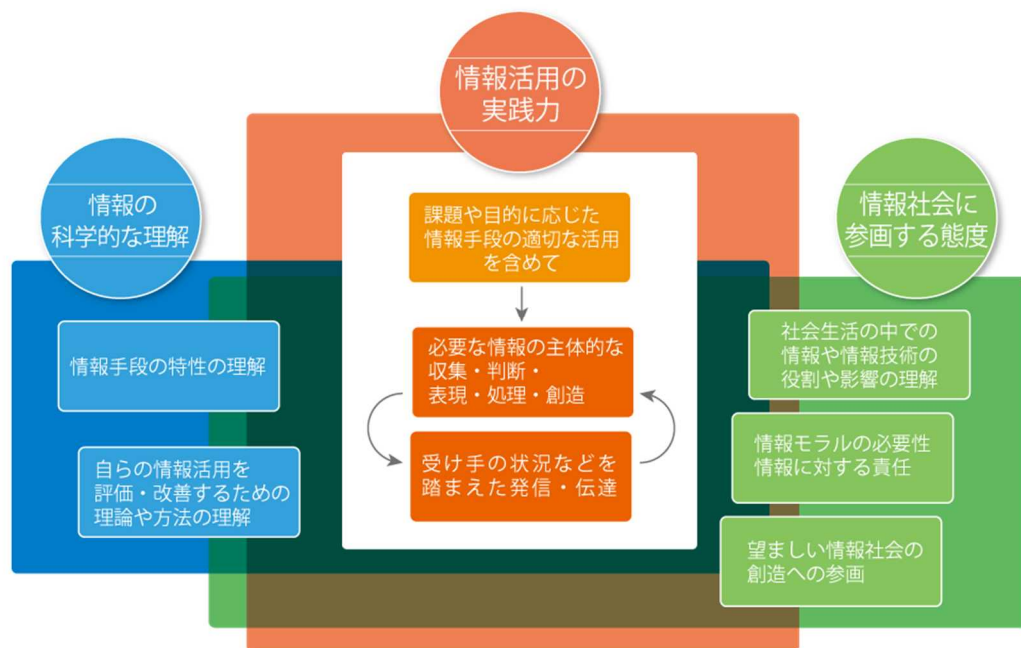 情報活用の
実践力
情報の
科学的な理解
情報社会に
参画する態度
課題や目的に応じた
情報手段の適切な活用
を含めて
必要な情報の主体的な
収集・判断・
表現・処理・創造
受け手の状況などを
踏まえた発信・伝達
情報手段の特性の理解
自らの情報活用を
評価・改善するための
理論や方法の理解
社会生活の中での
情報や情報技術の
役割や影響の理解
情報モラルの必要性
情報に対する責任
望ましい情報社会の
創造への参画